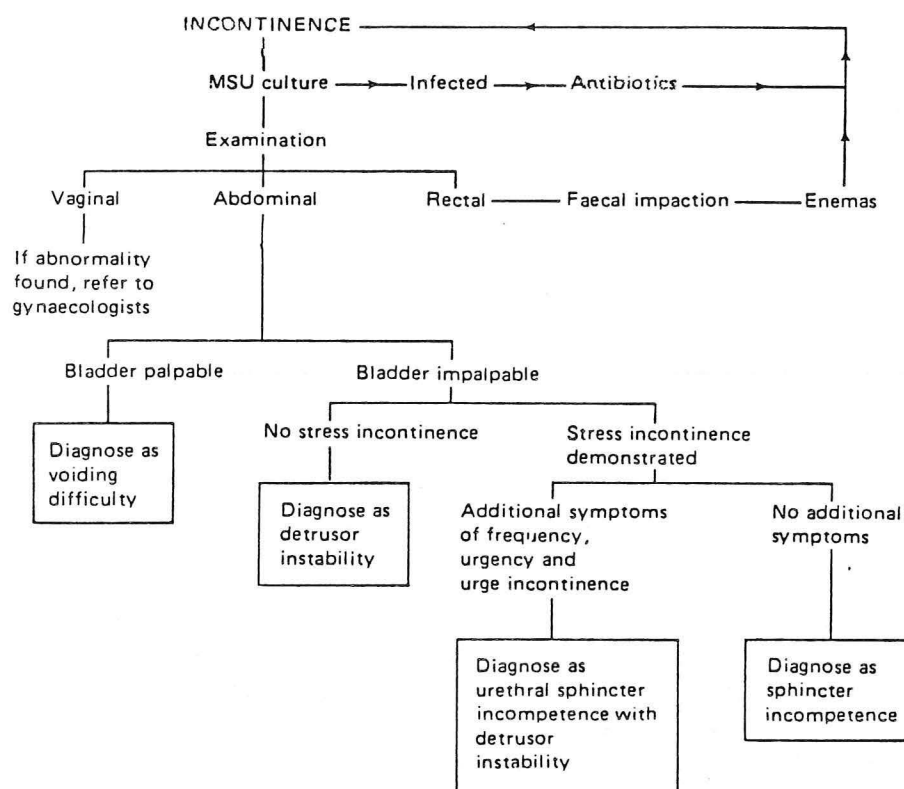 INCONTINENCE
MSU culture Infected Antibiotics
Examination
Vaginal Abdominal Rectal Faecal impaction Enemas
If abnormality
found, refer to
gynaecologists
Bladder palpable Bladder impalpable
Diagnose as
voiding
difficulty
No stress incontinence
Stress incontinence
demonstrated
Diagnose as
detrusor
instability
Additional symptoms
of frequency,
urgency and
urge incontinence
No additional
symptoms
Diagnose as
urethral sphincter
incompetence with
detrusor
instability
Diagnose as
sphincter
incompetence